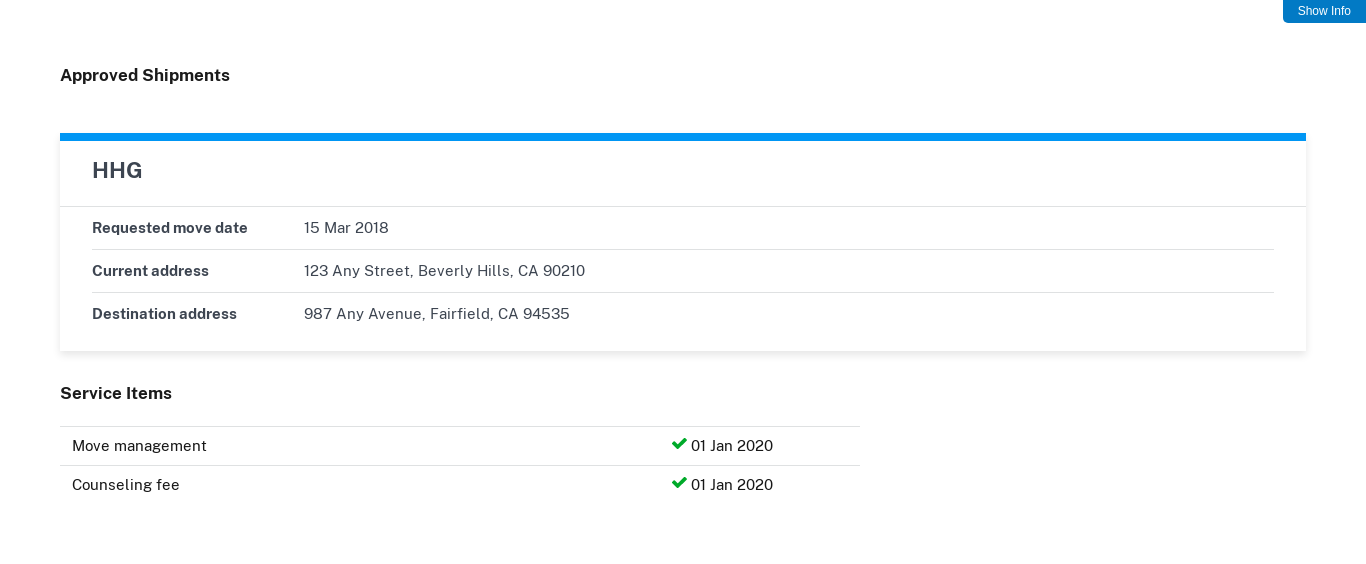 Show Info
Approved Shipments
HHG
Requested move date 15 Mar 2018
Current address 123 Any Street, Beverly Hills, CA 90210
Destination address 987 Any Avenue, Fairfield, CA 94535
Service Items
Move management 01 Jan 2020
Counseling fee 01 Jan 2020